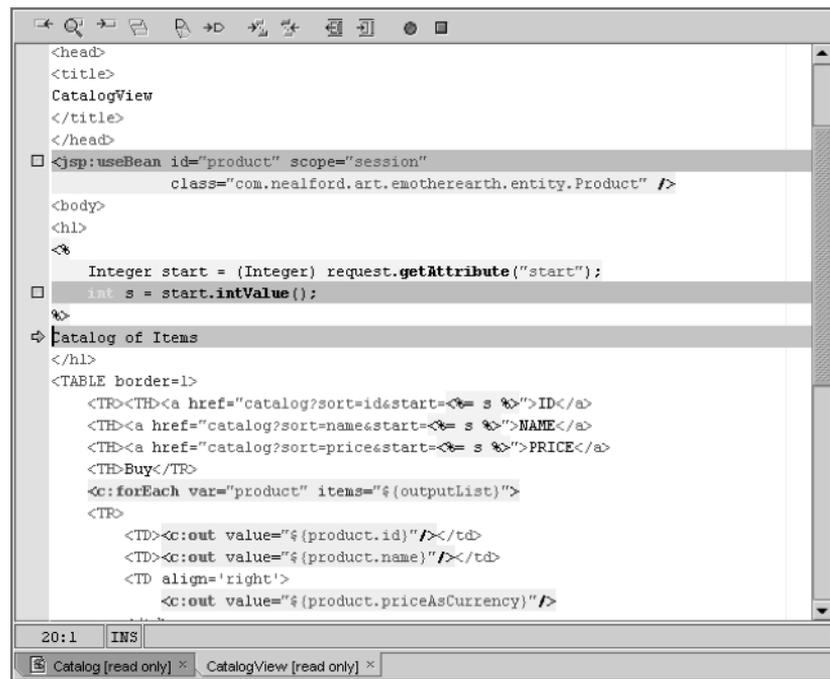 <head>
<title>
CatalogView
</title>
</head>
<jsp:useBean id="product" scope="session"
class="com.nealford.art.emotherearth.entity.Product" />
<body>
<h1>
<%
Integer start = (Integer) request.getAttribute("start");
int s = start.intValue();
%>
Catalog of Items
</h1>
<TABLE border=1>
<TR><TH><a href="catalog?sort=id&start=<%= s %>">ID</a>
<TH><a href="catalog?sort=name&start=<%= s %>">NAME</a>
<TH><a href="catalog?sort=price&start=<%= s %>">PRICE</a>
<TH>Buy</TR>
<c:forEach var="product" items="${outputList}">
<TR>
<TD><c:out value="${product.id}"/></td>
<TD><c:out value="${product.name}"/></td>
<TD align='right'>
<c:out value="${product.priceAsCurrency}"/>
20:1 INS
Catalog [read only] × CatalogView [read only] ×